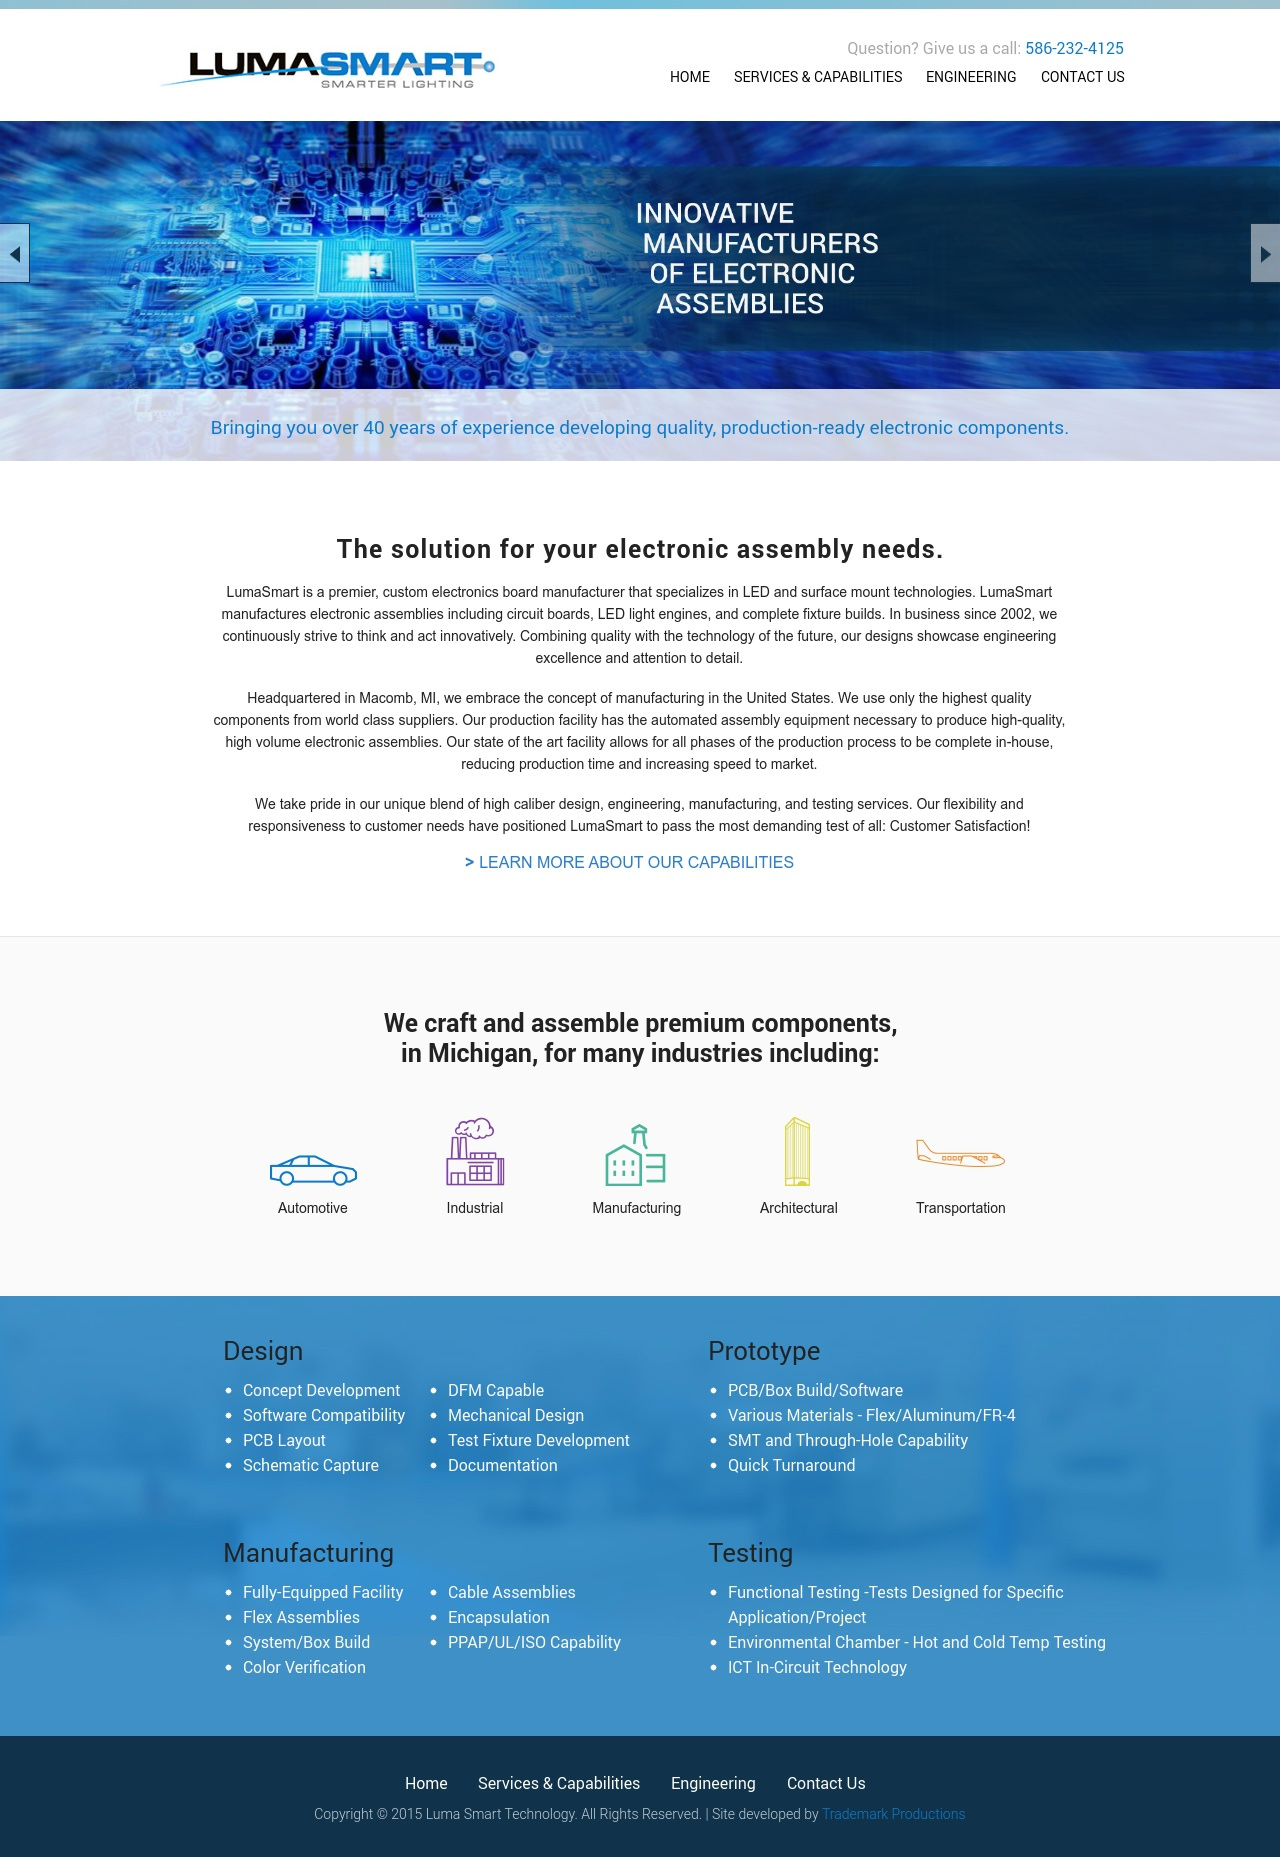 Question? Give us a call: 586-232-4125
LUMASMART
SMARTER LIGHTING
HOME SERVICES & CAPABILITIES ENGINEERING CONTACT US
INNOVATIVE
MANUFACTURERS
OF ELECTRONIC
ASSEMBLIES
Bringing you over 40 years of experience developing quality, production-ready electronic components.
The solution for your electronic assembly needs.
LumaSmart is a premier, custom electronics board manufacturer that specializes in LED and surface mount technologies. LumaSmart
manufactures electronic assemblies including circuit boards, LED light engines, and complete fixture builds. In business since 2002, we
continuously strive to think and act innovatively. Combining quality with the technology of the future, our designs showcase engineering
excellence and attention to detail.
Headquartered in Macomb, MI, we embrace the concept of manufacturing in the United States. We use only the highest quality
components from world class suppliers. Our production facility has the automated assembly equipment necessary to produce high-quality,
high volume electronic assemblies. Our state of the art facility allows for all phases of the production process to be complete in-house,
reducing production time and increasing speed to market.
We take pride in our unique blend of high caliber design, engineering, manufacturing, and testing services. Our flexibility and
responsiveness to customer needs have positioned LumaSmart to pass the most demanding test of all: Customer Satisfaction!
> LEARN MORE ABOUT OUR CAPABILITIES
We craft and assemble premium components,
in Michigan, for many industries including:
Automotive Industrial Manufacturing Architectural Transportation
Design
• Concept Development
• Software Compatibility
• PCB Layout
• Schematic Capture
• DFM Capable
• Mechanical Design
• Test Fixture Development
• Documentation
Prototype
• PCB/Box Build/Software
• Various Materials - Flex/Aluminum/FR-4
• SMT and Through-Hole Capability
• Quick Turnaround
Manufacturing
• Fully-Equipped Facility
• Flex Assemblies
• System/Box Build
• Color Verification
• Cable Assemblies
• Encapsulation
• PPAP/UL/ISO Capability
Testing
• Functional Testing -Tests Designed for Specific
Application/Project
• Environmental Chamber - Hot and Cold Temp Testing
• ICT In-Circuit Technology
Home Services & Capabilities Engineering Contact Us
Copyright © 2015 Luma Smart Technology. All Rights Reserved. | Site developed by Trademark Productions